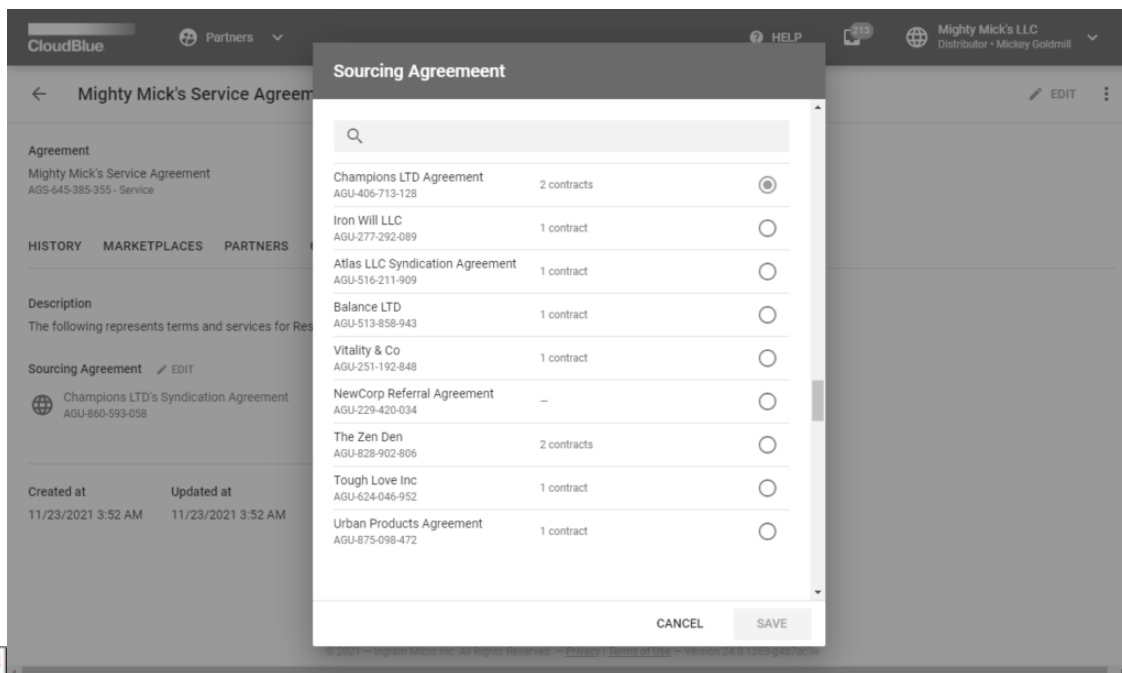 CloudBlue
Partners
HELP
213
Mighty Mick's LLC
Distributor • Mickey Goldmill
Mighty Mick's Service Agreem
EDIT
Agreement
Mighty Mick's Service Agreement
AGS-645-385-355 - Service
HISTORY MARKETPLACES PARTNERS
Description
The following represents terms and services for Res
Sourcing Agreement EDIT
Champions LTD's Syndication Agreement
AGU-860-593-058
Created at Updated at
11/23/2021 3:52 AM 11/23/2021 3:52 AM
Sourcing Agreemeent
Champions LTD Agreement 2 contracts
AGU-406-713-128
Iron Will LLC 1 contract
AGU-277-292-089
Atlas LLC Syndication Agreement 1 contract
AGU-516-211-909
Balance LTD 1 contract
AGU-513-858-943
Vitality & Co 1 contract
AGU-251-192-848
NewCorp Referral Agreement –
AGU-229-420-034
The Zen Den 2 contracts
AGU-828-902-806
Tough Love Inc 1 contract
AGU-624-046-952
Urban Products Agreement 1 contract
AGU-875-098-472
CANCEL SAVE
© 2021 — Ingram Micro Inc. All Rights Reserved. — Privacy | Terms of Use — Version